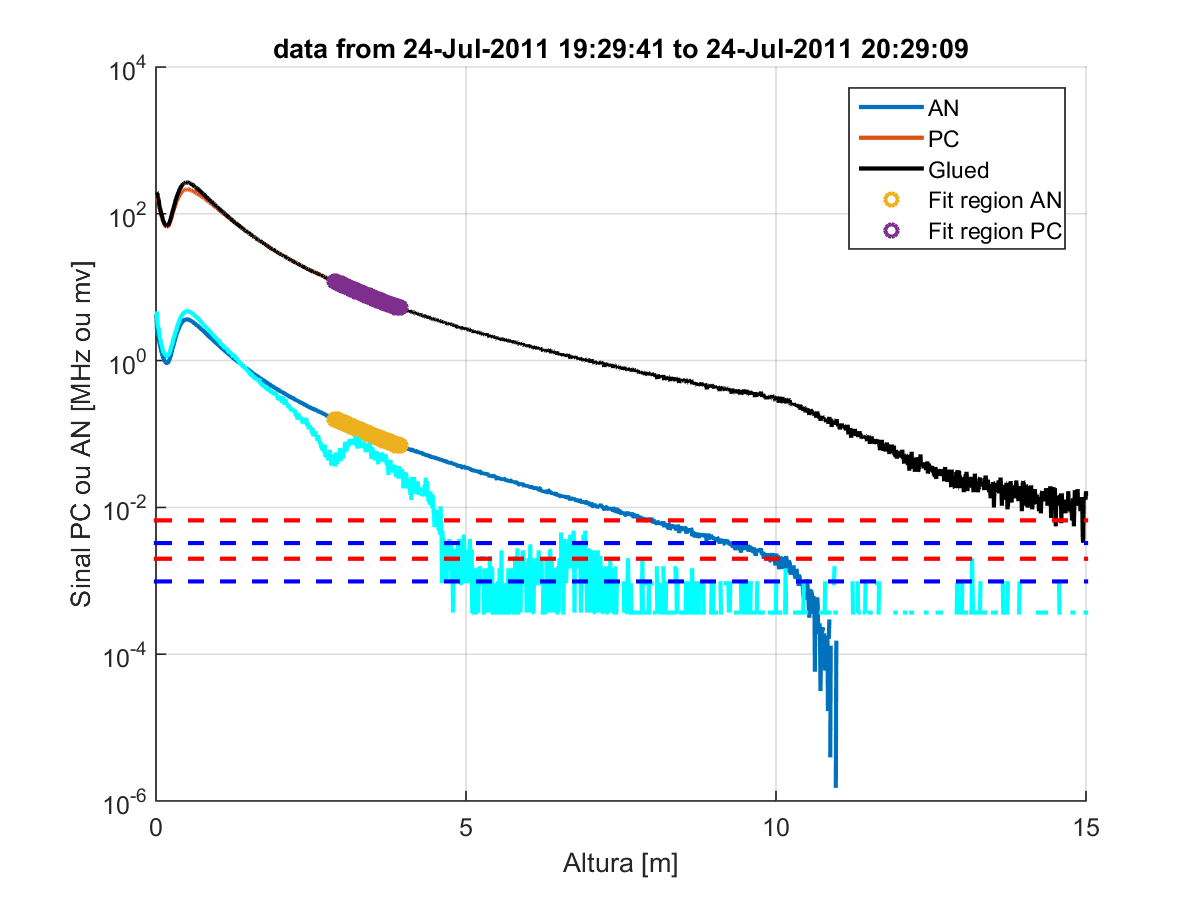 data from 24-Jul-2011 19:29:41 to 24-Jul-2011 20:29:09
Sinal PC ou AN [MHz ou mv]
10^4
10^2
10^0
10^-2
10^-4
10^-6
AN
PC
Glued
Fit region AN
Fit region PC
0 5 10 15
Altura [m]